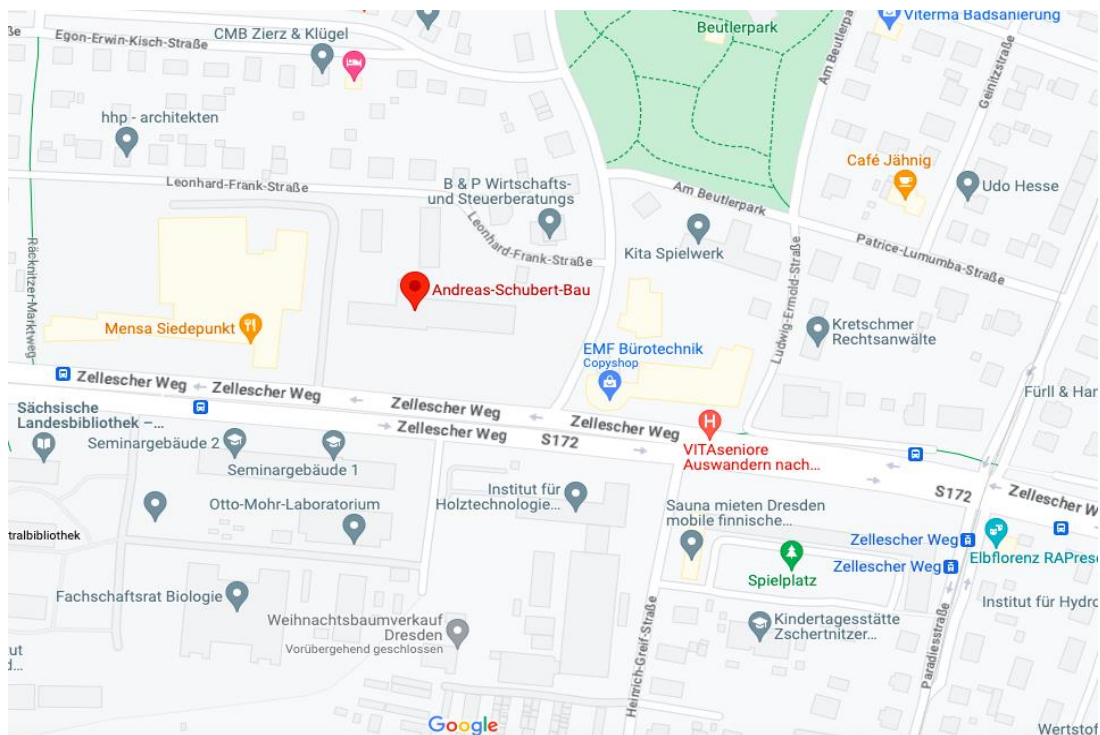 Beutlerpark
Viterma Badsanierung
Egon-Erwin-Kisch-Straße
CMB Zierz & Klügel
Am Beutlerpark
Geinitzstraße
hhp - architekten
Leonhard-Frank-Straße
B & P Wirtschafts-
und Steuerberatungs
Café Jähnig
Udo Hesse
Am Beutlerpark
Leonhard-Frank-Straße
Kita Spielwerk
Patrice-Lumumba-Straße
Räcknitzer-Marktweg
Andreas-Schubert-Bau
Ludwig-Ermold-Straße
Mensa Siedepunkt
Kretschmer
Rechtsanwälte
EMF Bürotechnik
Copyshop
Zellescher Weg
Zellescher Weg
Zellescher Weg
Zellescher Weg
Zellescher Weg
S172
Fürll & Har
Sächsische
Landesbibliothek –...
Seminargebäude 2
Seminargebäude 1
H
VITAseniore
Auswandern nach...
S172
Zellescher W
Otto-Mohr-Laboratorium
Institut für
Holztechnologie...
Sauna mieten Dresden
mobile finnische...
tralbibliothek
Zellescher Weg
Zellescher Weg
Elbflorenz RAPrese
Spielplatz
Fachschaftsrat Biologie
Institut für Hydro
Weihnachtsbaumverkauf
Dresden
Vorübergehend geschlossen
Kindertagesstätte
Zschertnitzer...
Heinrich-Greif-Straße
Paradiesstraße
ut
d...
Google
Wertstof